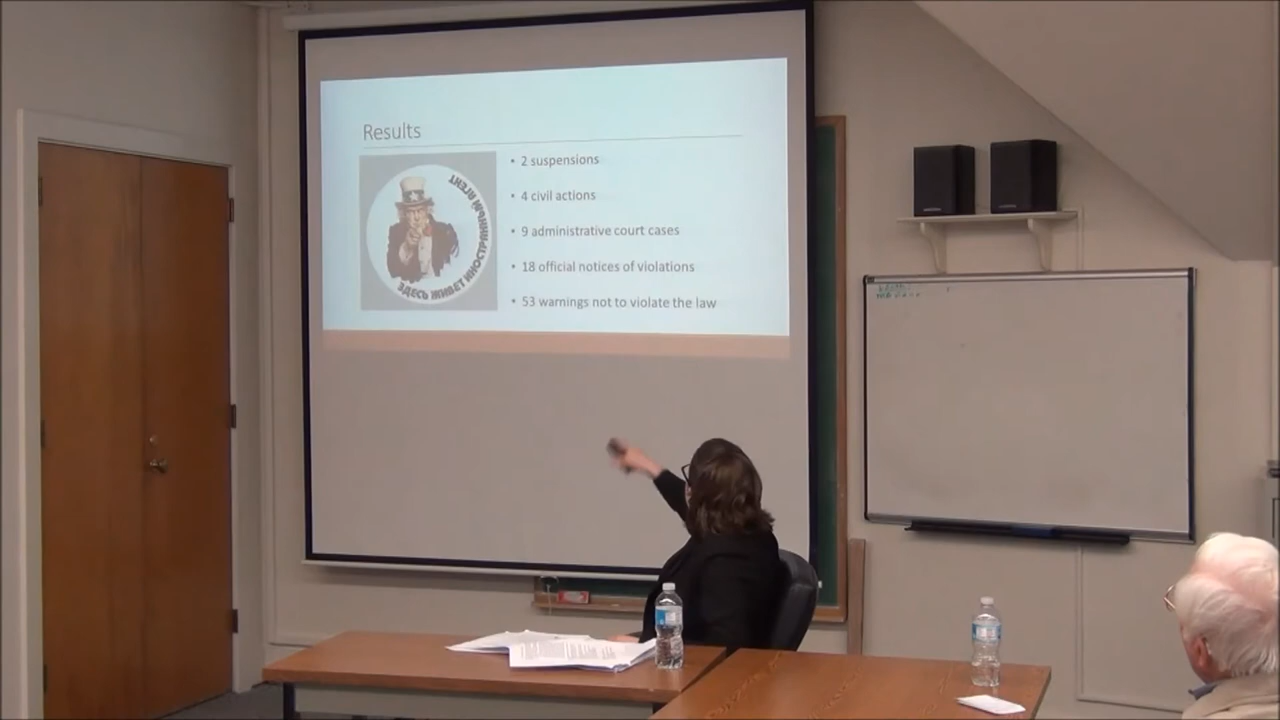 Results
ЗДЕСЬ ЖИВЕТ ИНОСТРАННЫЙ АГЕНТ
• 2 suspensions
• 4 civil actions
• 9 administrative court cases
• 18 official notices of violations
• 53 warnings not to violate the law